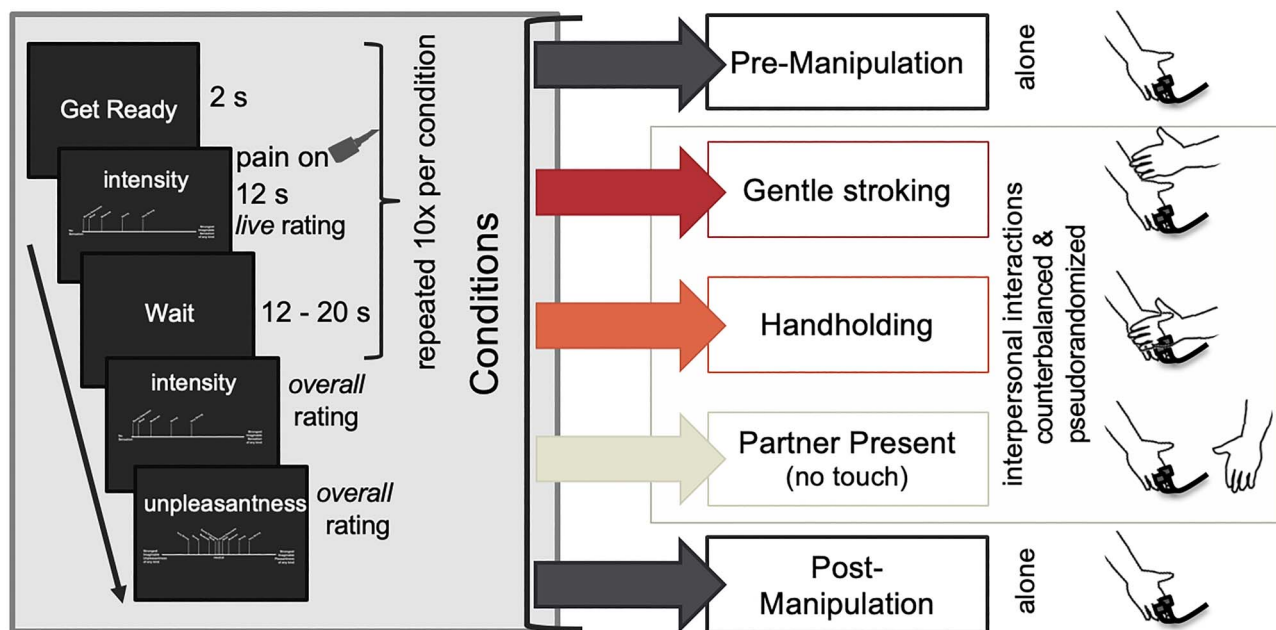 Get Ready
2 s
pain on
intensity
12 s
live rating
Wait
12 - 20 s
intensity
overall
rating
unpleasantness
overall
rating
repeated 10x per condition
Conditions
Pre-Manipulation
alone
Gentle stroking
Handholding
Partner Present
(no touch)
interpersonal interactions
counterbalanced &
pseudorandomized
Post-
Manipulation
alone